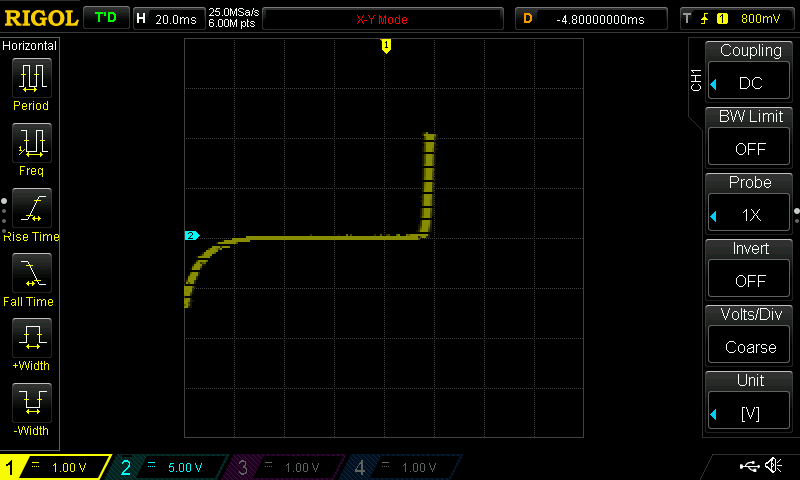 RIGOL T'D H 20.0ms 25.0MSa/s 6.00M pts X-Y Mode D -4.80000000ms T 1 800mV
Horizontal
Period
Freq
Rise Time
Fall Time
+Width
-Width
1
2
CH1
Coupling
DC
BW Limit
OFF
Probe
1X
Invert
OFF
Volts/Div
Coarse
Unit
[V]
1 1.00 V 2 5.00 V 3 1.00 V 4 1.00 V